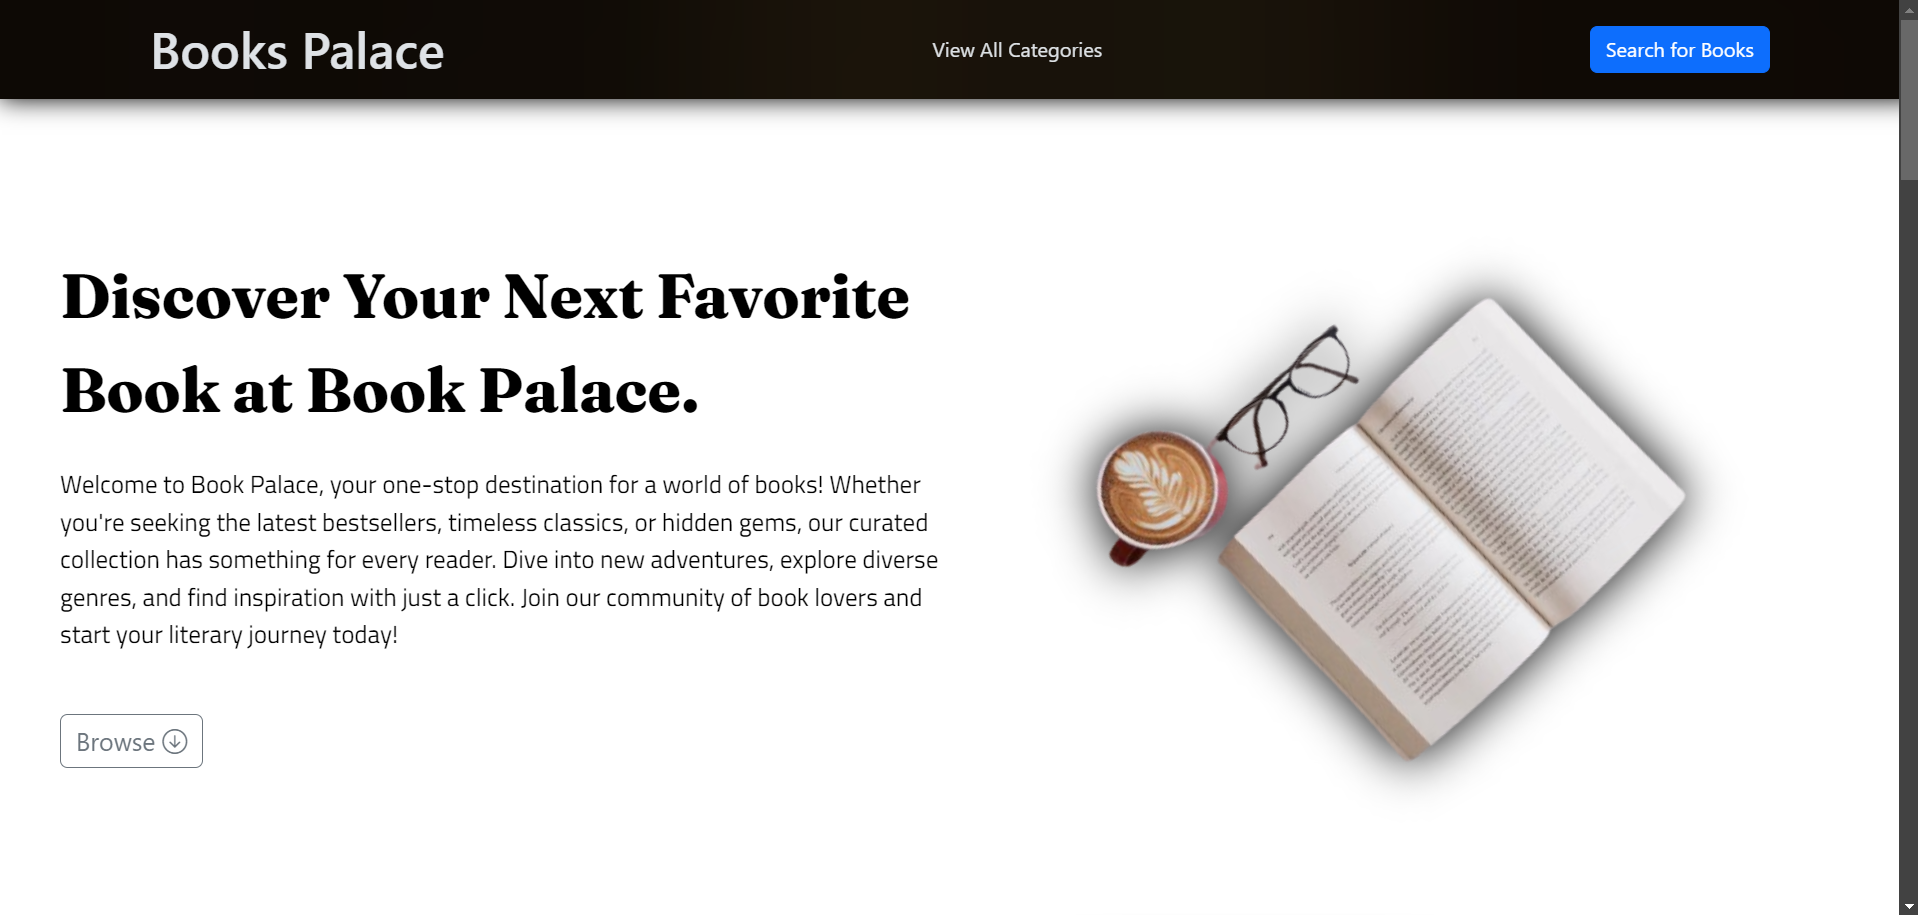 Books Palace
View All Categories
Search for Books
Discover Your Next Favorite
Book at Book Palace.
Welcome to Book Palace, your one-stop destination for a world of books! Whether
you're seeking the latest bestsellers, timeless classics, or hidden gems, our curated
collection has something for every reader. Dive into new adventures, explore diverse
genres, and find inspiration with just a click. Join our community of book lovers and
start your literary journey today!
Browse